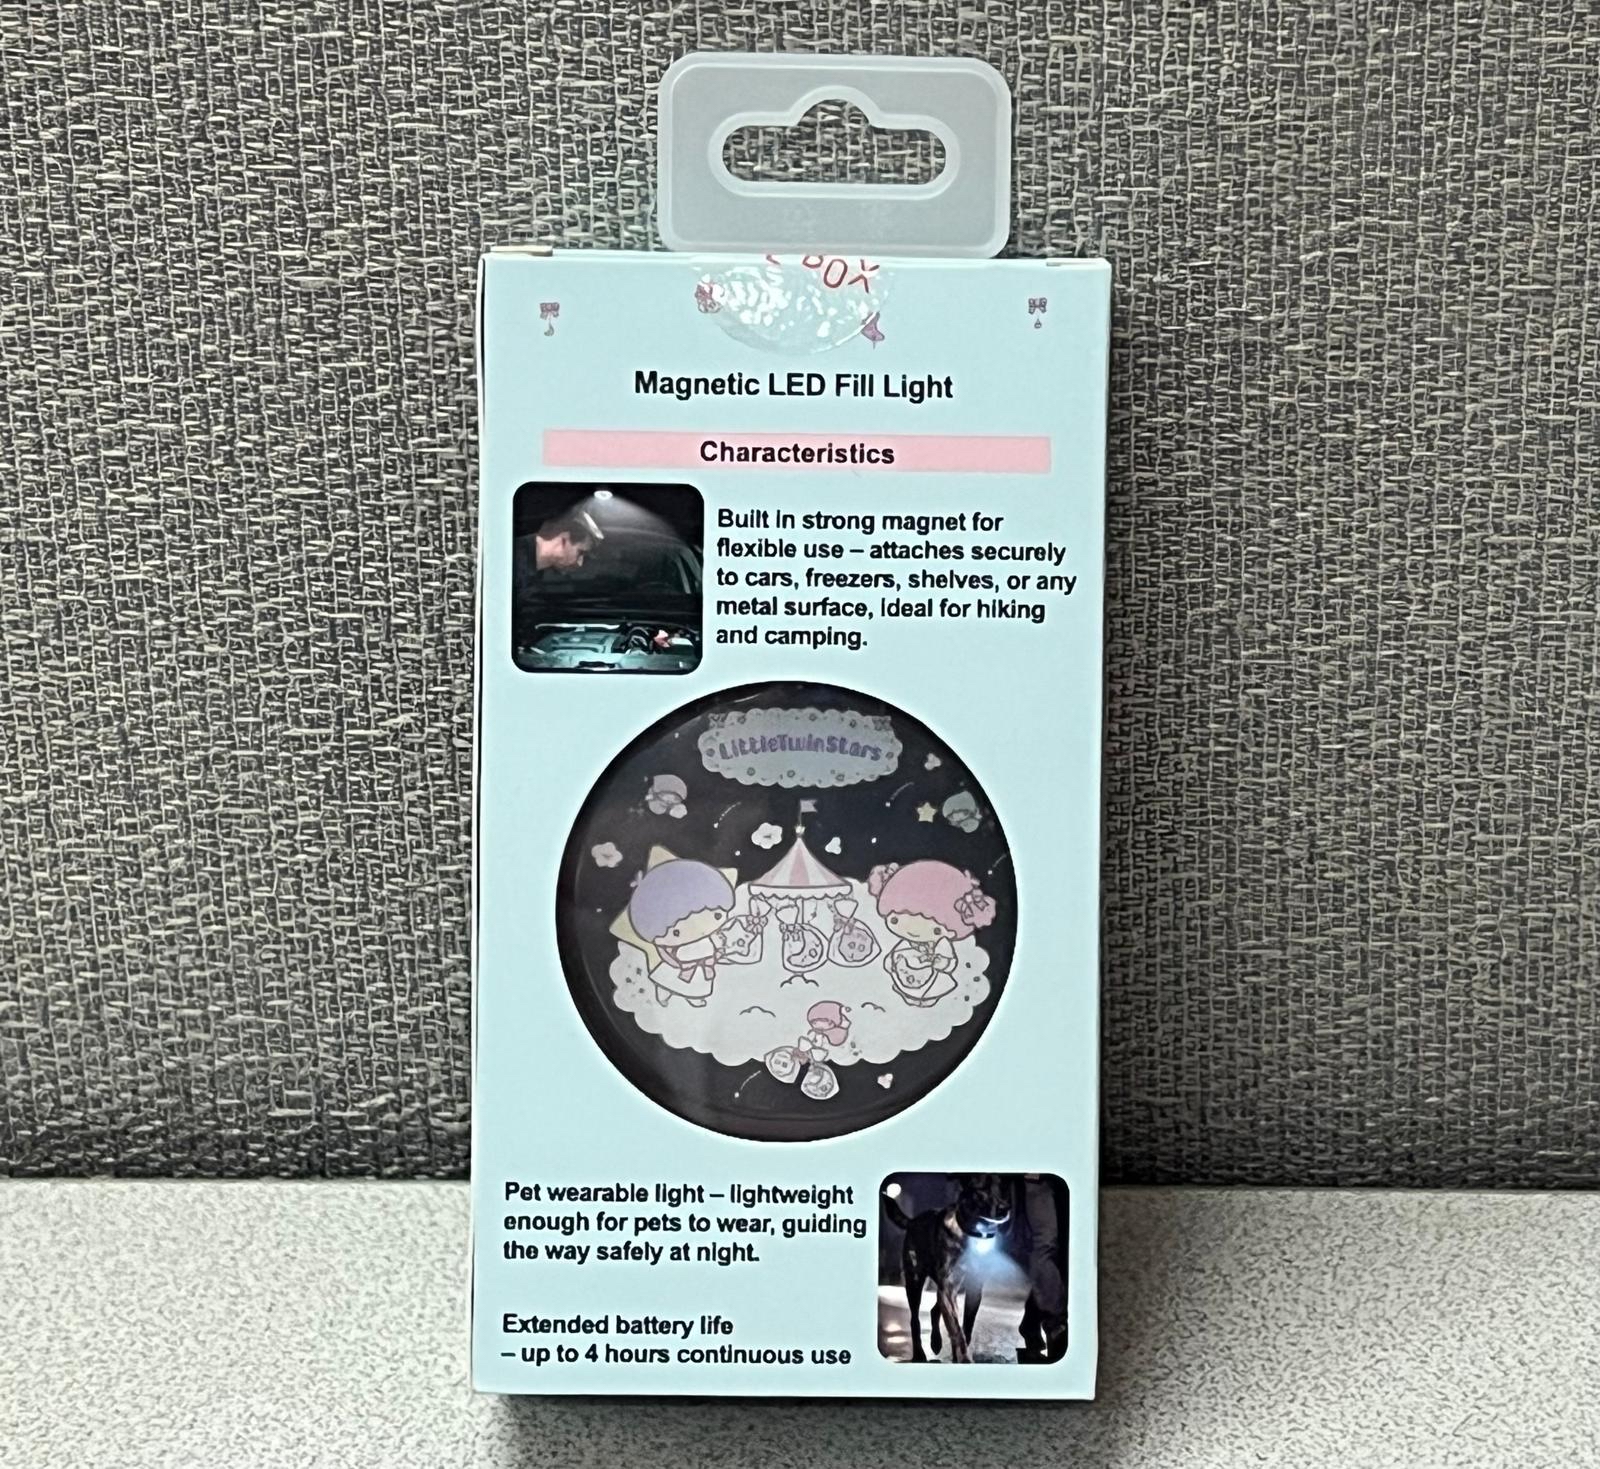 BOX
Magnetic LED Fill Light
Characteristics
Built in strong magnet for
flexible use – attaches securely
to cars, freezers, shelves, or any
metal surface, ideal for hiking
and camping.
LittleTwinStars
Pet wearable light – lightweight
enough for pets to wear, guiding
the way safely at night.
Extended battery life
– up to 4 hours continuous use